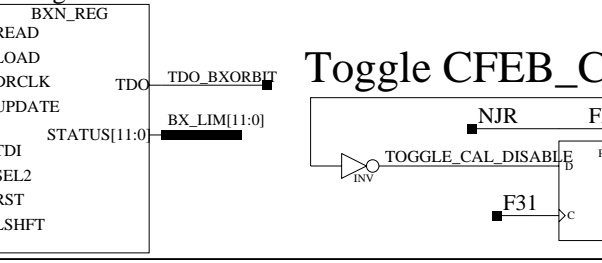 BXN_REG
READ
LOAD
DRCLK
UPDATE
TDI
SEL2
RST
LSHFT
TDO
STATUS[11:0]
TDO_BXORBIT
BX_LIM[11:0]
Toggle CFEB_C
NJR
INV
TOGGLE_CAL_DISABLE
D
F31
C